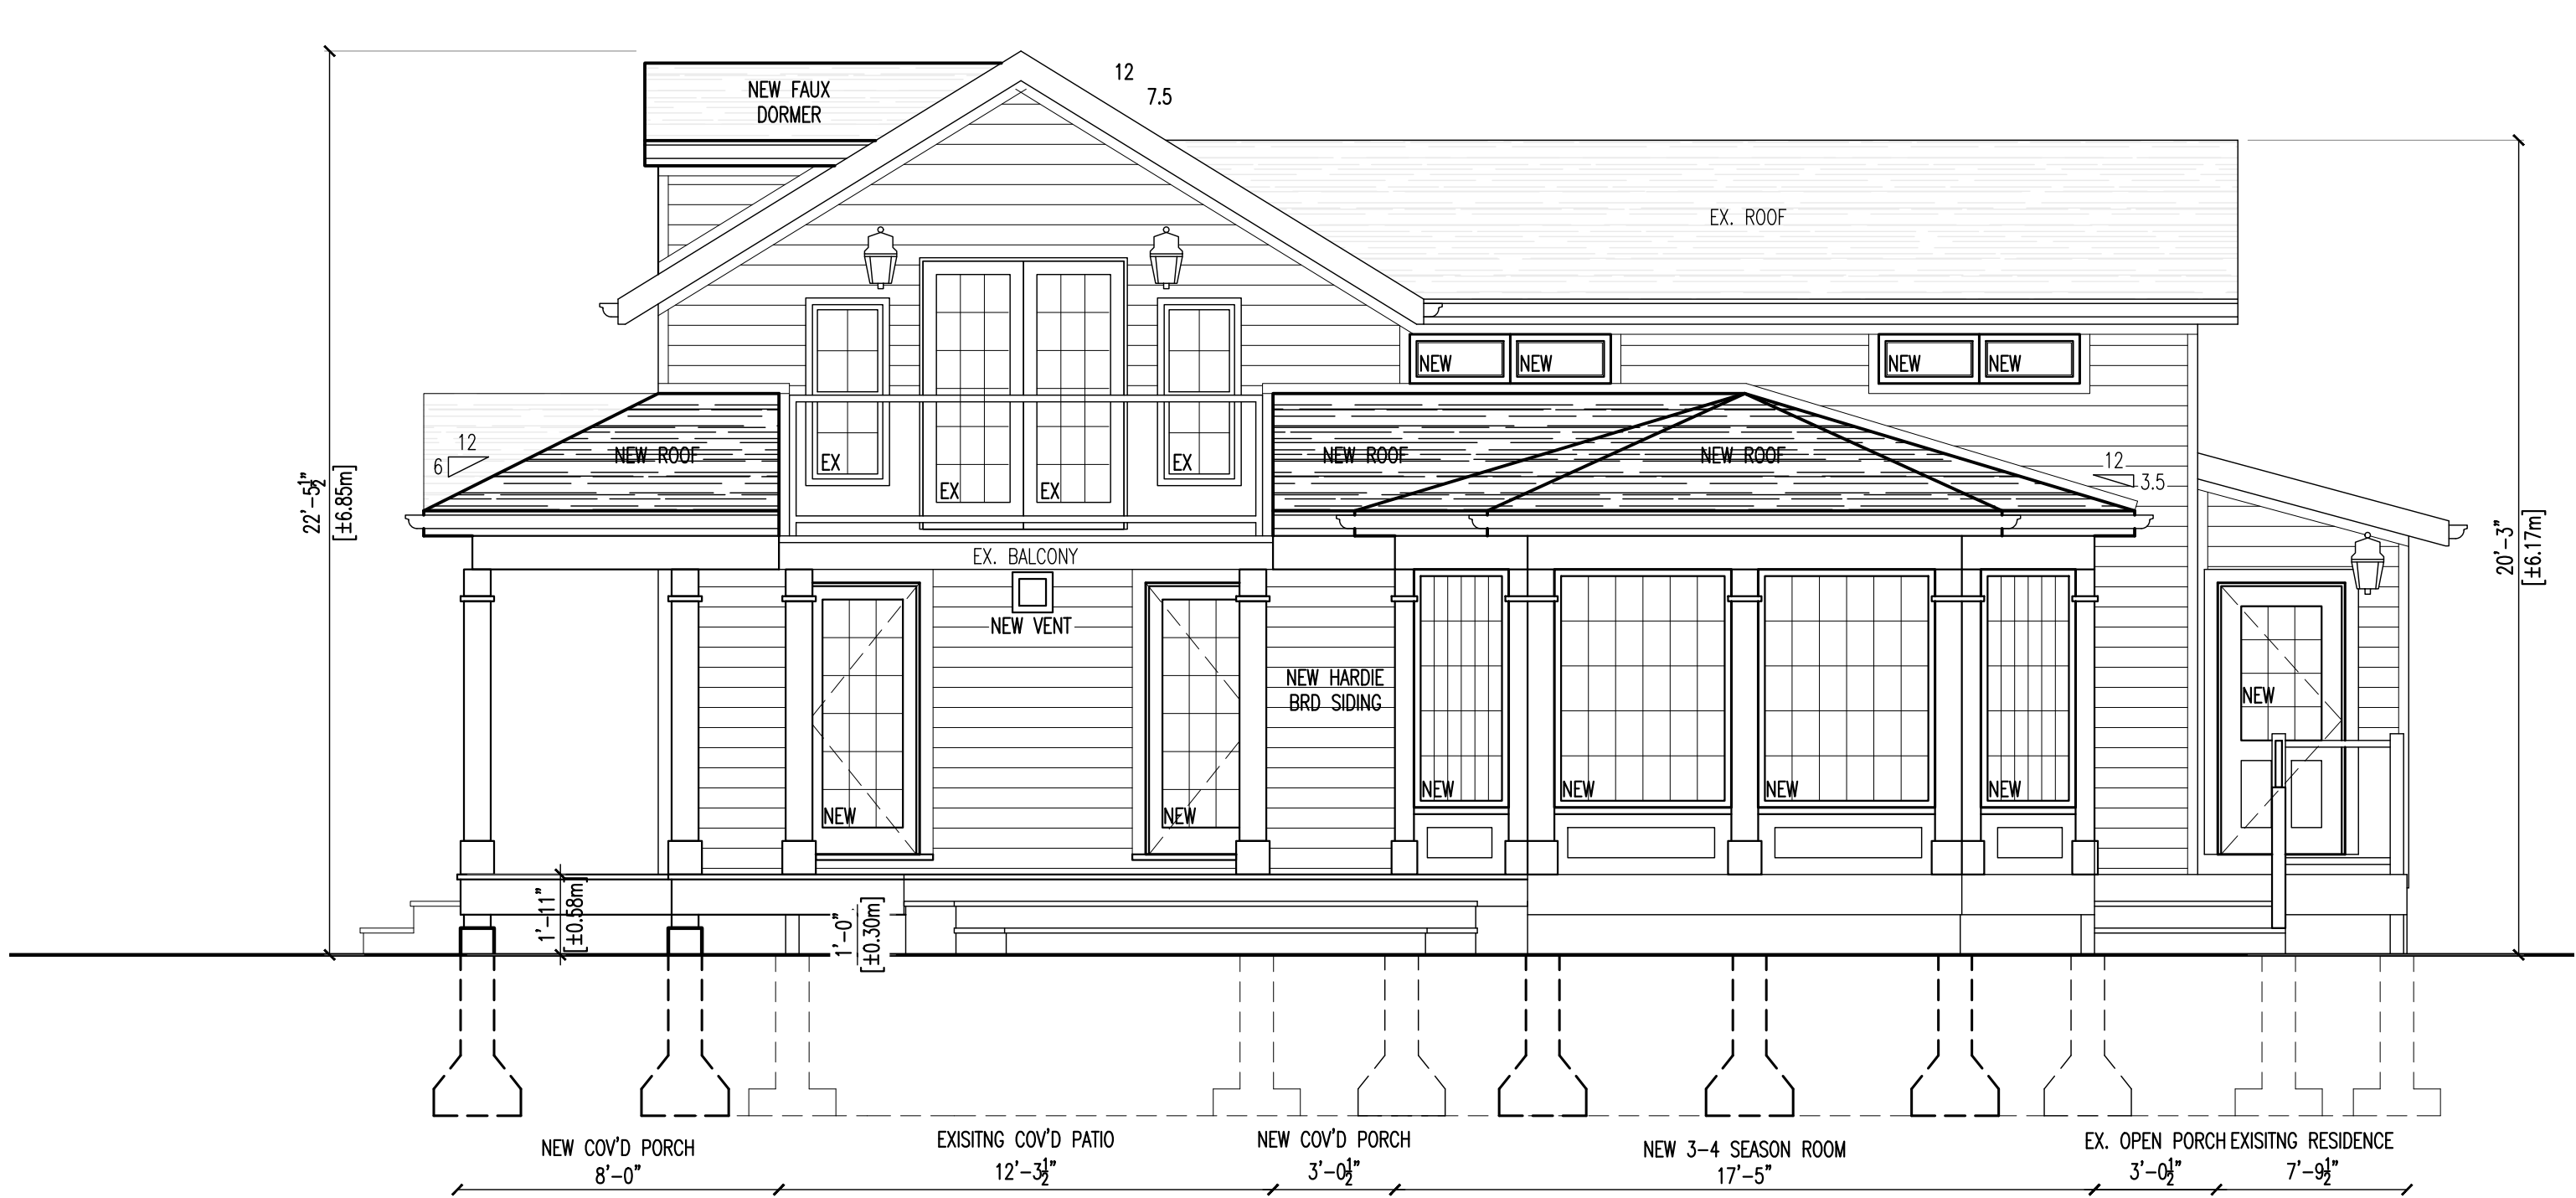 12
7.5
NEW FAUX
DORMER
EX. ROOF
NEW
NEW
NEW
NEW
12
6
NEW ROOF
EX
EX
EX
EX
NEW ROOF
NEW ROOF
12
3.5
22'-5½"
[±6.85m]
20'-3"
[±6.17m]
EX. BALCONY
NEW VENT
NEW HARDIE
BRD SIDING
NEW
NEW
NEW
NEW
NEW
NEW
NEW
1'-11"
[±0.58m]
1'-0"
[±0.30m]
NEW COV'D PORCH
8'-0"
EXISITNG COV'D PATIO
12'-3½"
NEW COV'D PORCH
3'-0½"
NEW 3-4 SEASON ROOM
17'-5"
EX. OPEN PORCH
3'-0½"
EXISITNG RESIDENCE
7'-9½"